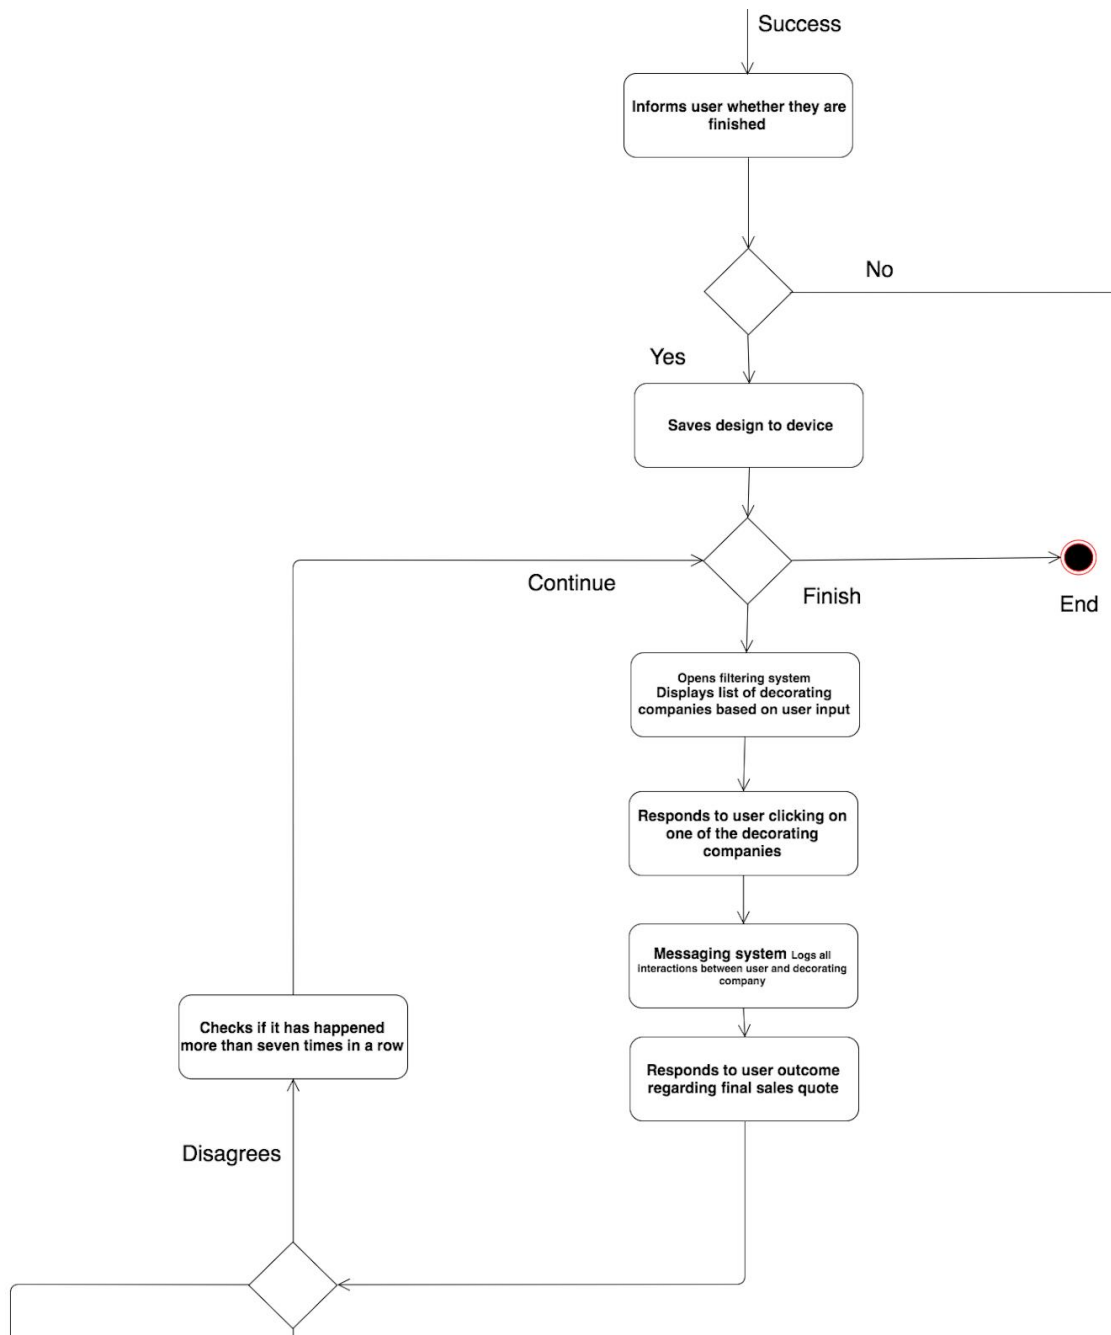 Success
Informs user whether they are
finished
No
Yes
Saves design to device
Continue
Finish
End
Opens filtering system
Displays list of decorating
companies based on user input
Responds to user clicking on
one of the decorating
companies
Messaging system Logs all
interactions between user and decorating
company
Checks if it has happened
more than seven times in a row
Responds to user outcome
regarding final sales quote
Disagrees